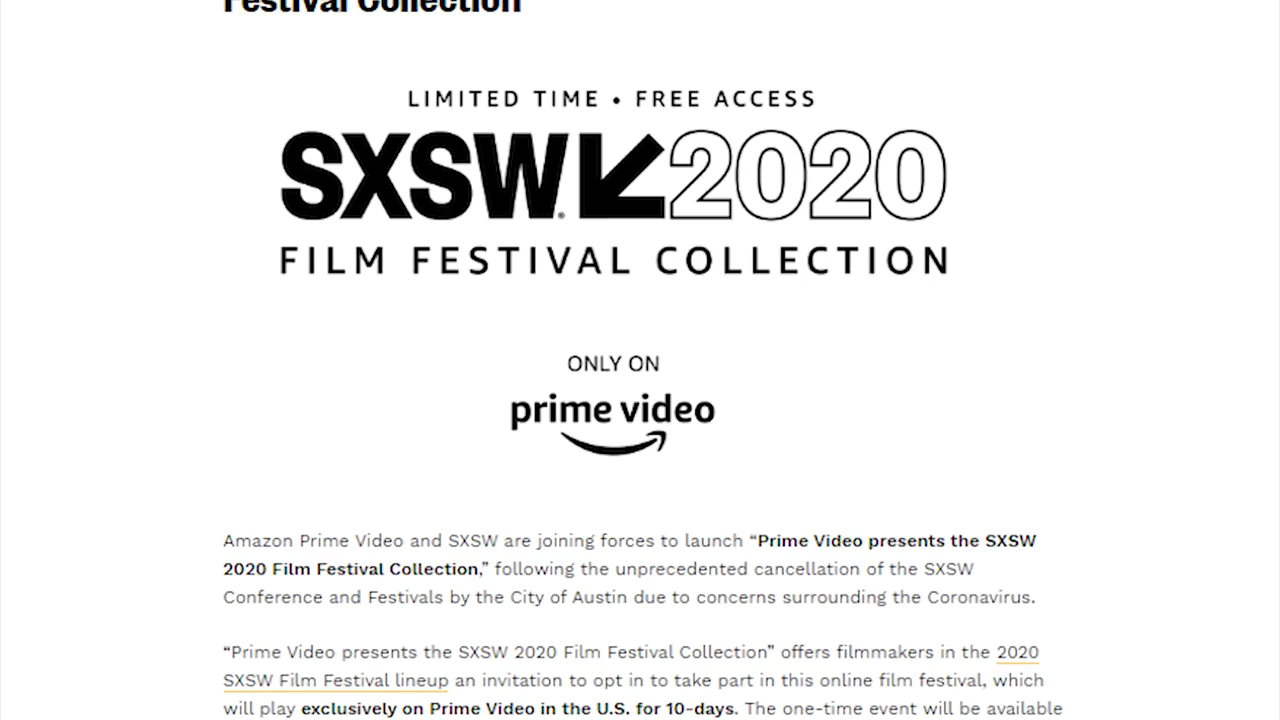 Festival Collection
LIMITED TIME • FREE ACCESS
SXSW® 2020
FILM FESTIVAL COLLECTION
ONLY ON
prime video
Amazon Prime Video and SXSW are joining forces to launch “Prime Video presents the SXSW
2020 Film Festival Collection,” following the unprecedented cancellation of the SXSW
Conference and Festivals by the City of Austin due to concerns surrounding the Coronavirus.
“Prime Video presents the SXSW 2020 Film Festival Collection” offers filmmakers in the 2020
SXSW Film Festival lineup an invitation to opt in to take part in this online film festival, which
will play exclusively on Prime Video in the U.S. for 10-days. The one-time event will be available